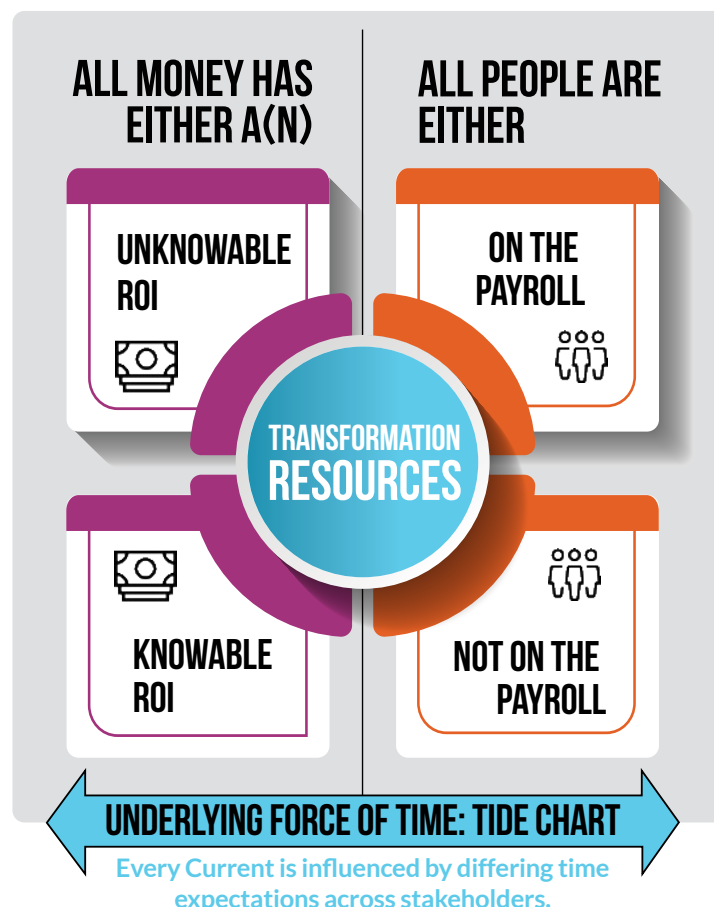 ALL MONEY HAS
EITHER A(N)
UNKNOWABLE
ROI
KNOWABLE
ROI
ALL PEOPLE ARE
EITHER
ON THE
PAYROLL
NOT ON THE
PAYROLL
TRANSFORMATION
RESOURCES
UNDERLYING FORCE OF TIME: TIDE CHART
Every Current is influenced by differing time
expectations across stakeholders.